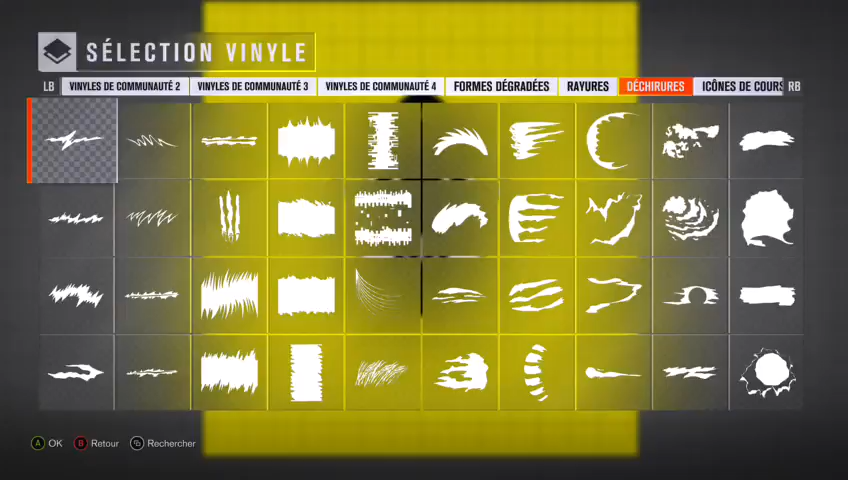 SÉLECTION VINYLE
LB VINYLES DE COMMUNAUTÉ 2 VINYLES DE COMMUNAUTÉ 3 VINYLES DE COMMUNAUTÉ 4 FORMES DÉGRADÉES RAYURES DÉCHIRURES ICÔNES DE COURS RB
A OK B Retour Rechercher